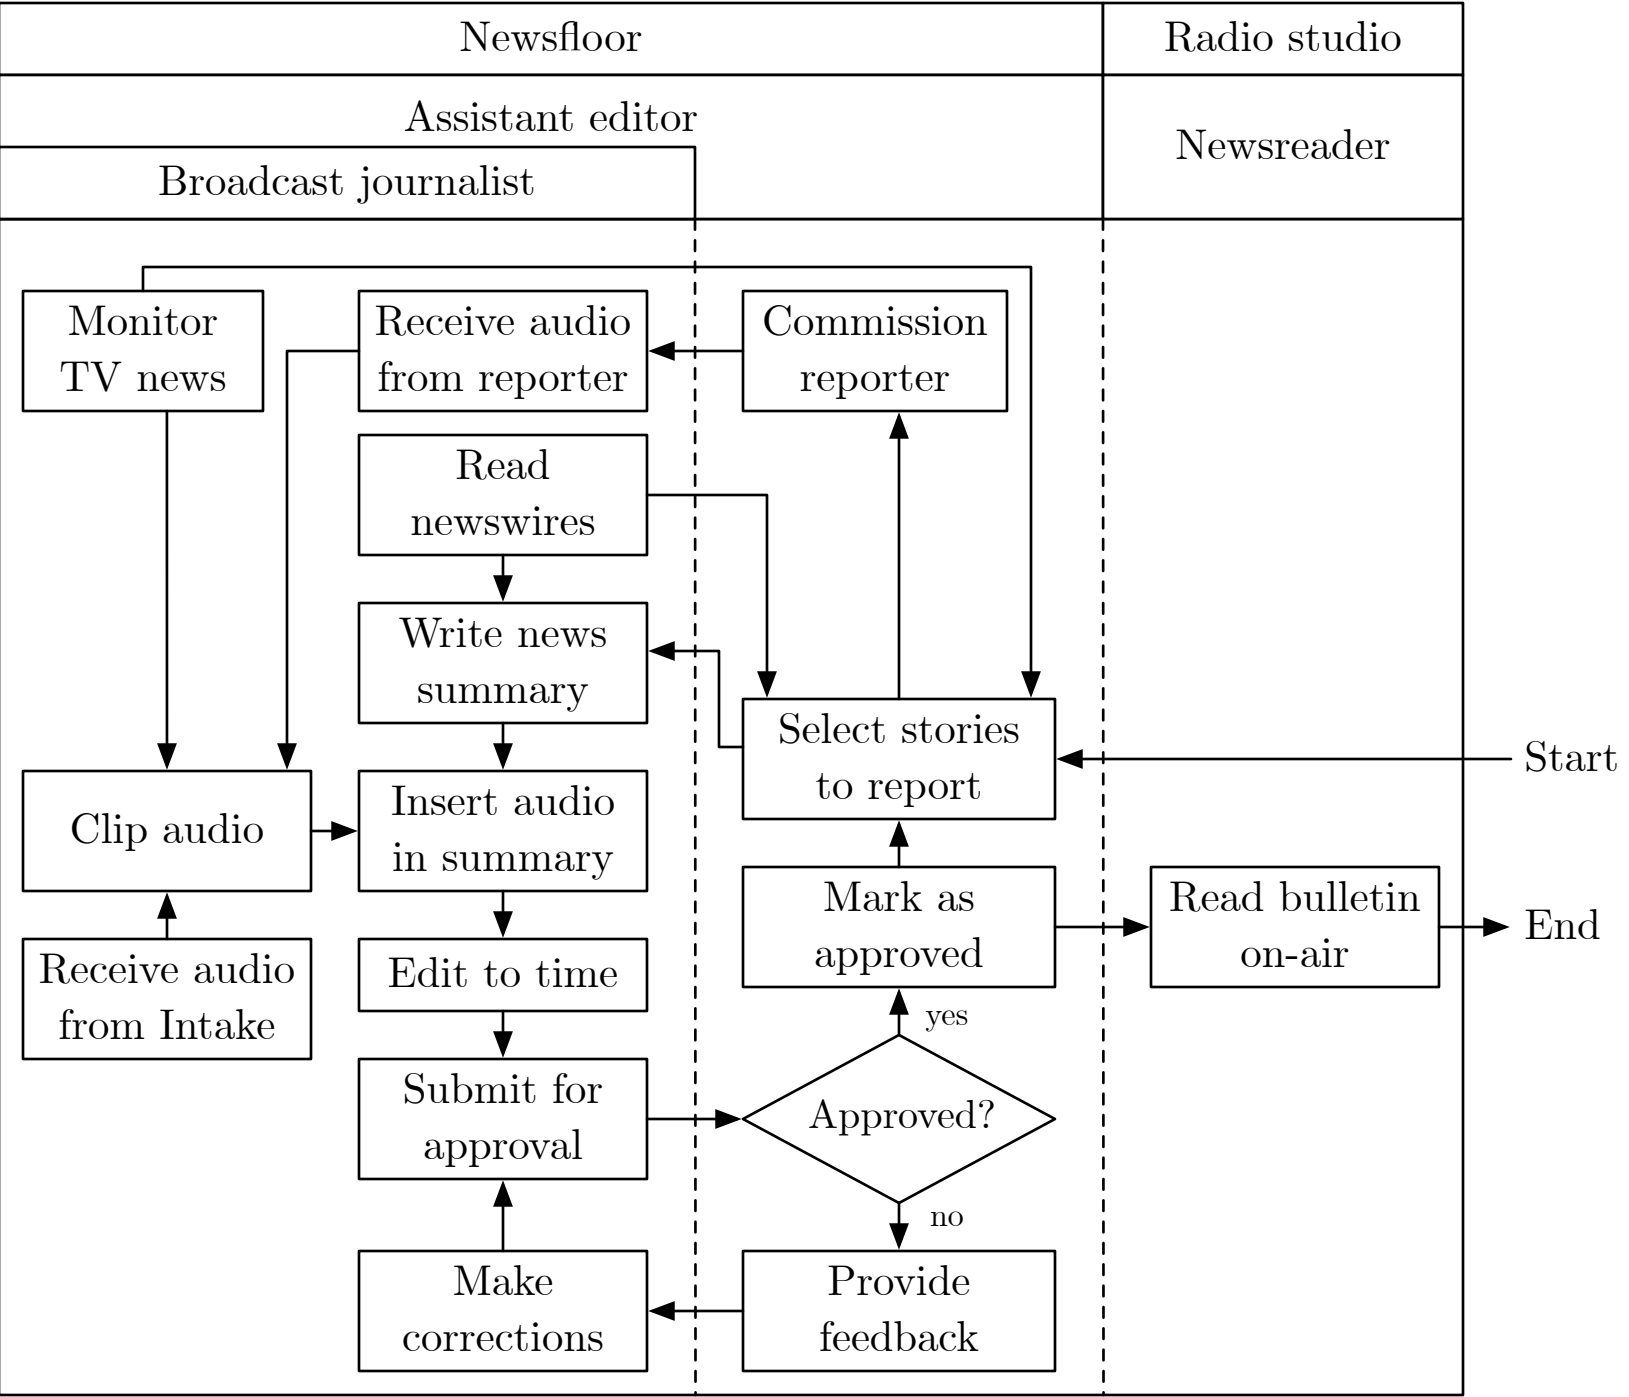 Newsfloor
Radio studio
Assistant editor
Newsreader
Broadcast journalist
Monitor
TV news
Receive audio
from reporter
Commission
reporter
Read
newswires
Write news
summary
Select stories
to report
Start
Clip audio
Insert audio
in summary
Mark as
approved
Read bulletin
on-air
End
Receive audio
from Intake
Edit to time
yes
Submit for
approval
Approved?
no
Make
corrections
Provide
feedback